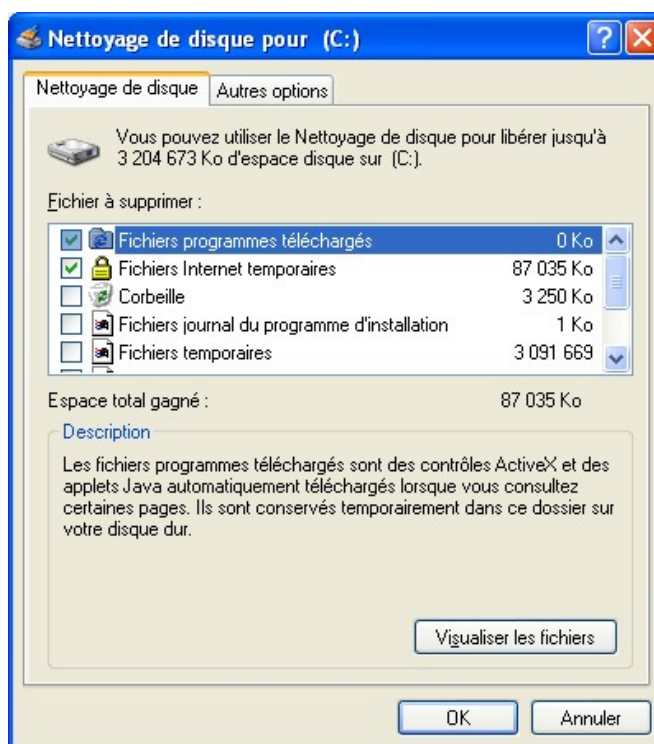 Nettoyage de disque pour (C:)
Nettoyage de disque
Autres options
Vous pouvez utiliser le Nettoyage de disque pour libérer jusqu'à
3 204 673 Ko d'espace disque sur (C:).
Fichier à supprimer :
Fichiers programmes téléchargés 0 Ko
Fichiers Internet temporaires 87 035 Ko
Corbeille 3 250 Ko
Fichiers journal du programme d'installation 1 Ko
Fichiers temporaires 3 091 669
Espace total gagné : 87 035 Ko
Description
Les fichiers programmes téléchargés sont des contrôles ActiveX et des
applets Java automatiquement téléchargés lorsque vous consultez
certaines pages. Ils sont conservés temporairement dans ce dossier sur
votre disque dur.
Visualiser les fichiers
OK
Annuler